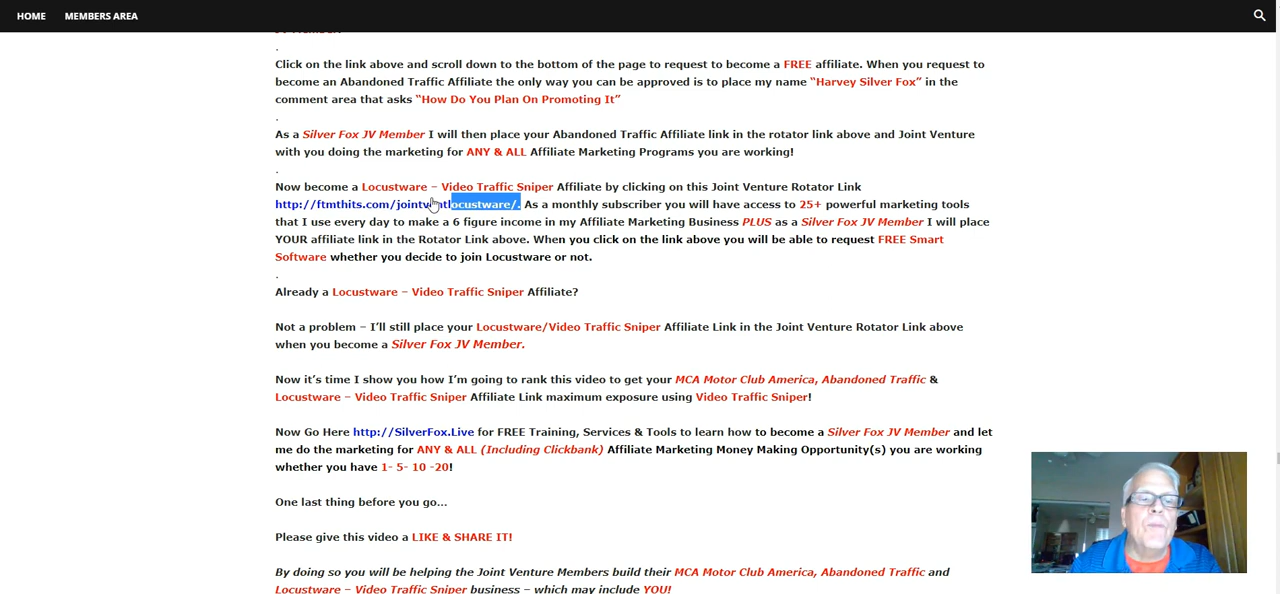 HOME MEMBERS AREA
.
Click on the link above and scroll down to the bottom of the page to request to become a FREE affiliate. When you request to
become an Abandoned Traffic Affiliate the only way you can be approved is to place my name “Harvey Silver Fox” in the
comment area that asks “How Do You Plan On Promoting It”
.
As a Silver Fox JV Member I will then place your Abandoned Traffic Affiliate link in the rotator link above and Joint Venture
with you doing the marketing for ANY & ALL Affiliate Marketing Programs you are working!
.
Now become a Locustware – Video Traffic Sniper Affiliate by clicking on this Joint Venture Rotator Link
http://ftmthits.com/jointventlocustware/. As a monthly subscriber you will have access to 25+ powerful marketing tools
that I use every day to make a 6 figure income in my Affiliate Marketing Business PLUS as a Silver Fox JV Member I will place
YOUR affiliate link in the Rotator Link above. When you click on the link above you will be able to request FREE Smart
Software whether you decide to join Locustware or not.
.
Already a Locustware – Video Traffic Sniper Affiliate?
Not a problem – I’ll still place your Locustware/Video Traffic Sniper Affiliate Link in the Joint Venture Rotator Link above
when you become a Silver Fox JV Member.
Now it’s time I show you how I’m going to rank this video to get your MCA Motor Club America, Abandoned Traffic &
Locustware – Video Traffic Sniper Affiliate Link maximum exposure using Video Traffic Sniper!
Now Go Here http://SilverFox.Live for FREE Training, Services & Tools to learn how to become a Silver Fox JV Member and let
me do the marketing for ANY & ALL (Including Clickbank) Affiliate Marketing Money Making Opportunity(s) you are working
whether you have 1- 5- 10 -20!
One last thing before you go...
Please give this video a LIKE & SHARE IT!
By doing so you will be helping the Joint Venture Members build their MCA Motor Club America, Abandoned Traffic and
Locustware – Video Traffic Sniper business – which may include YOU!